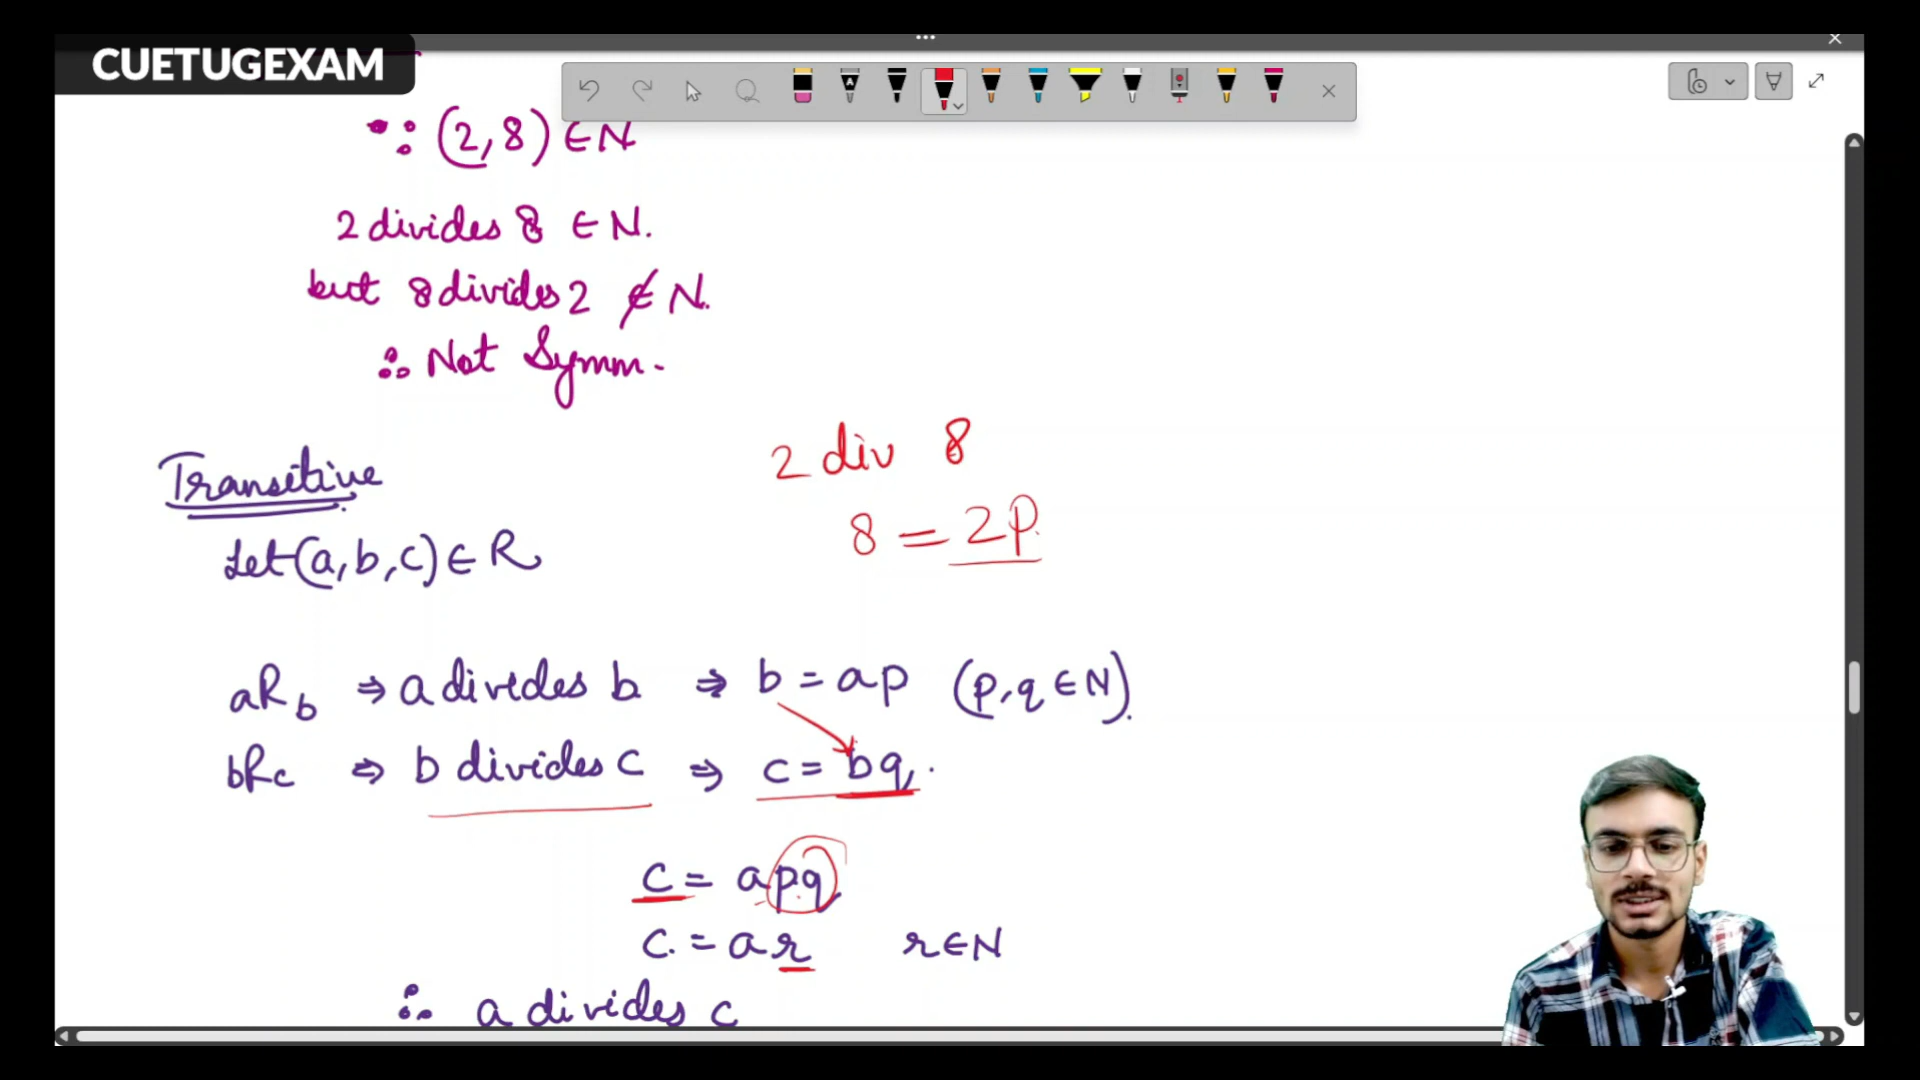 CUETUGEXAM
∵ (2,8) ∈ N
2 divides 8 ∈ N.
but 8 divides 2 ∉ N.
∴ Not Symm.
2 div 8
8 = 2p
Transitive
Let (a, b, c) ∈ R
aRb ⇒ a divides b ⇒ b = ap (p, q ∈ N).
bRc ⇒ b divides c ⇒ c = bq.
c = apq
c. = ar r ∈ N
∴ a divides c